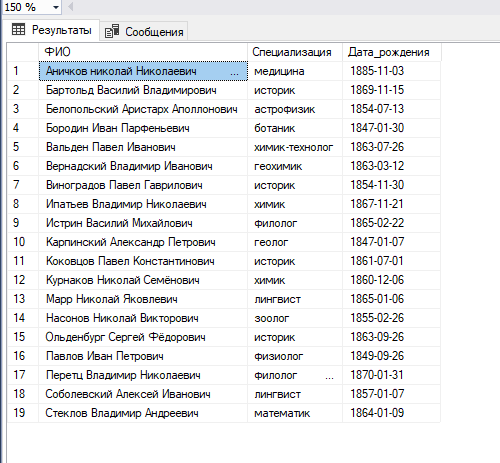 150 %
Результаты Сообщения
ФИО Специализация Дата_рождения
1 Аничков николай Николаевич ... медицина 1885-11-03
2 Бартольд Василий Владимирович историк 1869-11-15
3 Белопольский Аристарх Аполлонович астрофизик 1854-07-13
4 Бородин Иван Парфеньевич ботаник 1847-01-30
5 Вальден Павел Иванович химик-технолог 1863-07-26
6 Вернадский Владимир Иванович геохимик 1863-03-12
7 Виноградов Павел Гаврилович историк 1854-11-30
8 Ипатьев Владимир Николаевич химик 1867-11-21
9 Истрин Василий Михайлович филолог 1865-02-22
10 Карпинский Александр Петрович геолог 1847-01-07
11 Коковцов Павел Константинович историк 1861-07-01
12 Курнаков Николай Семёнович химик 1860-12-06
13 Марр Николай Яковлевич лингвист 1865-01-06
14 Насонов Николай Викторович зоолог 1855-02-26
15 Ольденбург Сергей Фёдорович историк 1863-09-26
16 Павлов Иван Петрович физиолог 1849-09-26
17 Перетц Владимир Николаевич филолог ... 1870-01-31
18 Соболевский Алексей Иванович лингвист 1857-01-07
19 Стеклов Владимир Андреевич математик 1864-01-09